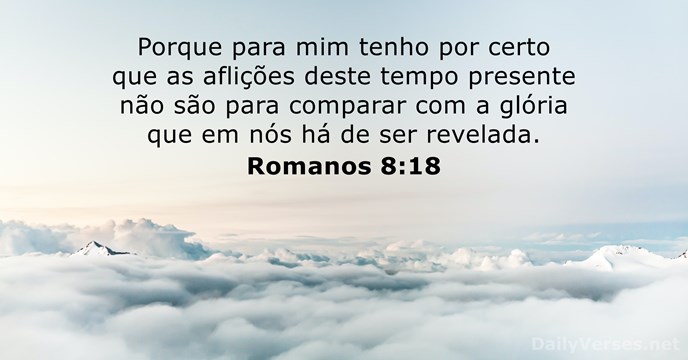 Porque para mim tenho por certo
que as aflições deste tempo presente
não são para comparar com a glória
que em nós há de ser revelada.
Romanos 8:18
DailyVerses.net